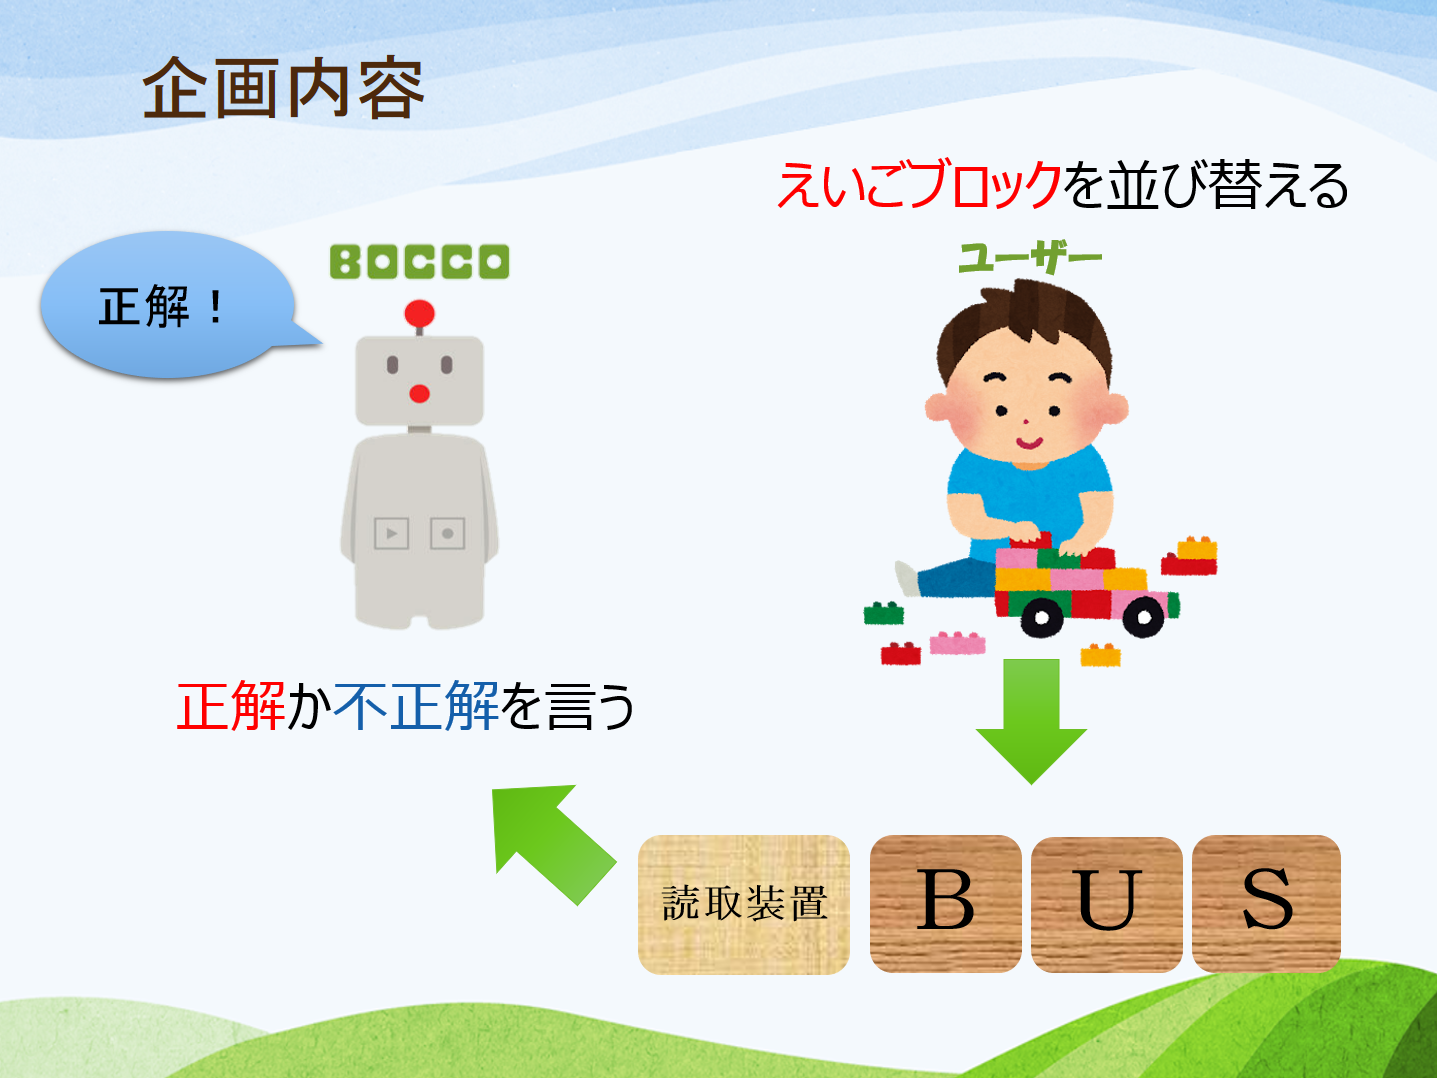 企画内容
えいごブロックを並び替える
BOCCO
ユーザー
正解！
正解か不正解を言う
読取装置
B
U
S